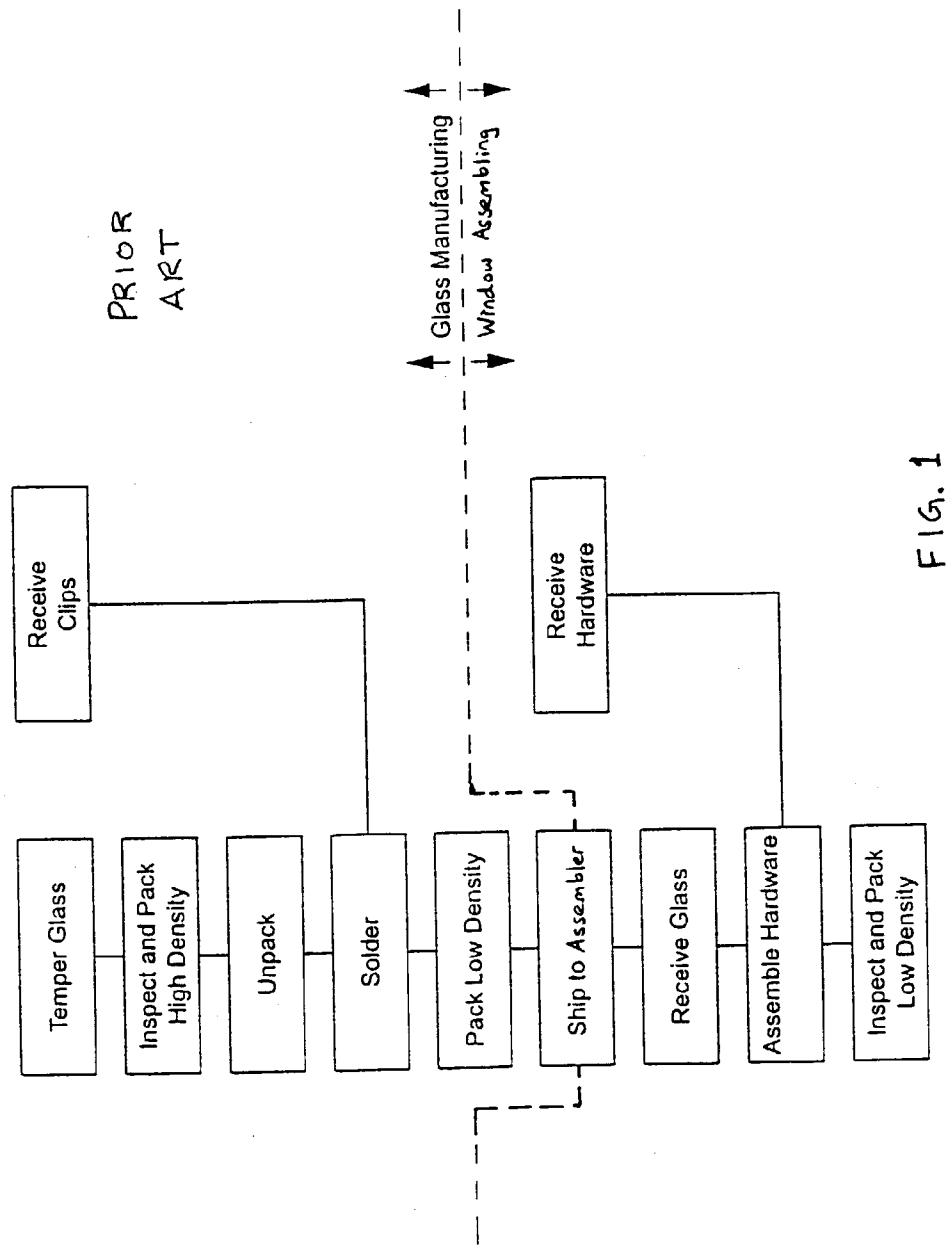 PRIOR
ART
Temper Glass
Inspect and Pack
High Density
Unpack
Solder
Pack Low Density
Ship to Assembler
Receive Glass
Assemble Hardware
Inspect and Pack
Low Density
Receive
Clips
Glass Manufacturing
Window Assembling
Receive
Hardware
FIG. 1